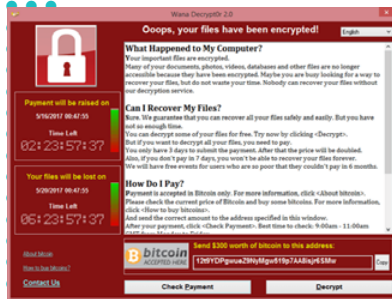 Wana Decrypt0r 2.0
Ooops, your files have been encrypted!
English
What Happened to My Computer?
Your important files are encrypted.
Many of your documents, photos, videos, databases and other files are no longer
accessible because they have been encrypted. Maybe you are busy looking for a way to
recover your files, but do not waste your time. Nobody can recover your files without
our decryption service.
Can I Recover My Files?
Sure. We guarantee that you can recover all your files safely and easily. But you have
not so enough time.
You can decrypt some of your files for free. Try now by clicking <Decrypt>.
But if you want to decrypt all your files, you need to pay.
You only have 3 days to submit the payment. After that the price will be doubled.
Also, if you don't pay in 7 days, you won't be able to recover your files forever.
We will have free events for users who are so poor that they couldn't pay in 6 months.
How Do I Pay?
Payment is accepted in Bitcoin only. For more information, click <About bitcoin>.
Please check the current price of Bitcoin and buy some bitcoins. For more information,
click <How to buy bitcoins>.
And send the correct amount to the address specified in this window.
After your payment, click <Check Payment>. Best time to check: 9:00am - 11:00am
GMT from Monday to Friday.
Payment will be raised on
5/16/2017 00:47:55
Time Left
02:23:57:37
Your files will be lost on
5/20/2017 00:47:55
Time Left
06:23:57:37
About bitcoin
How to buy bitcoins?
Contact Us
bitcoin
ACCEPTED HERE
Send $300 worth of bitcoin to this address:
Copy
Check Payment
Decrypt